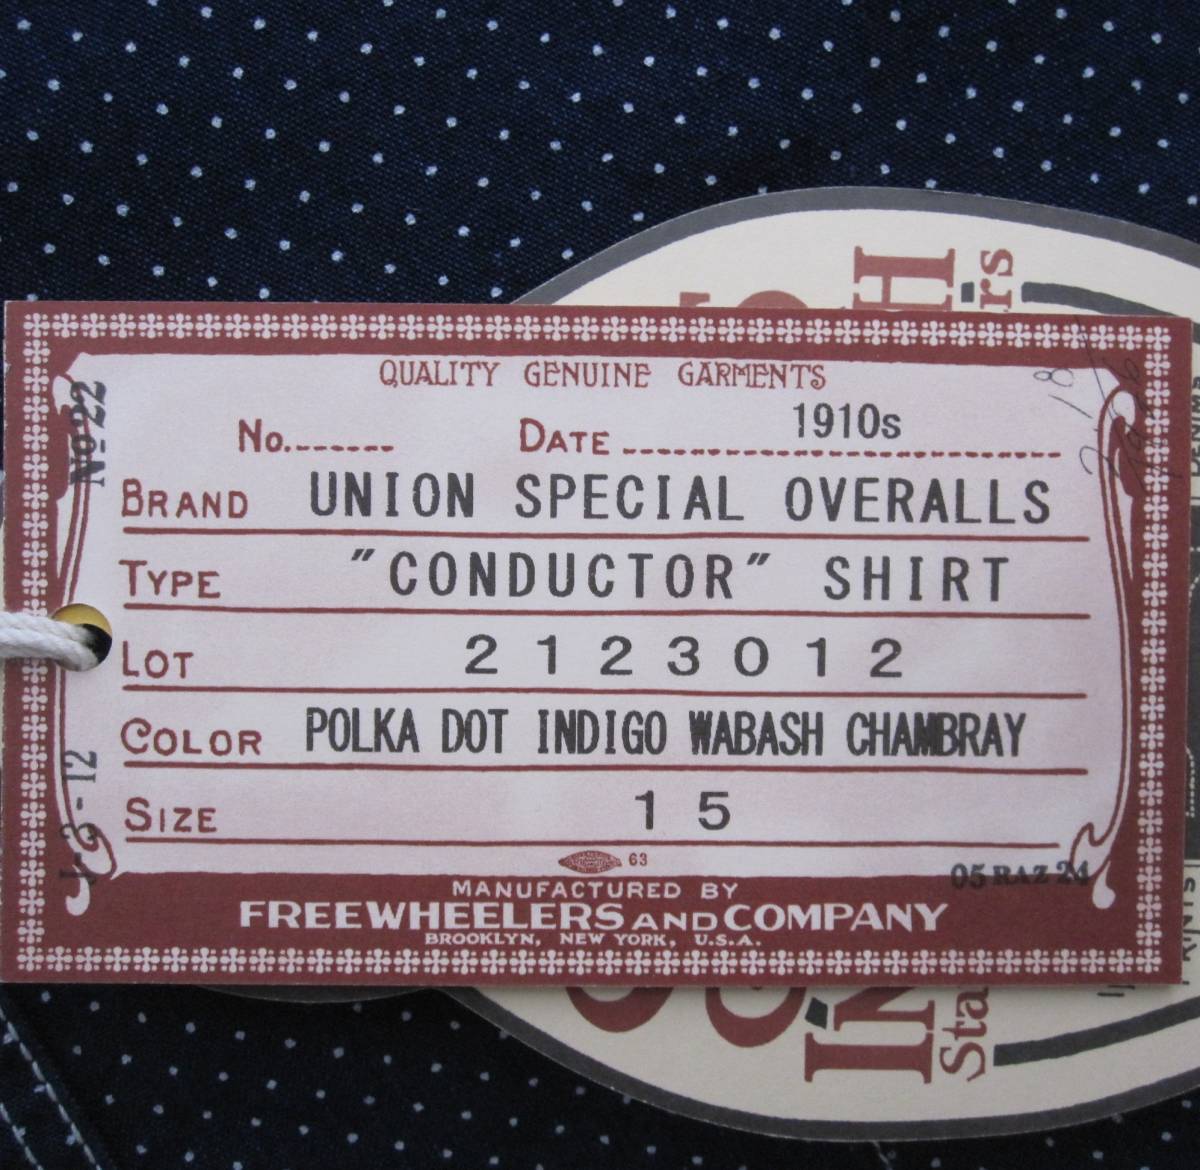 QUALITY GENUINE GARMENTS
No. DATE 1910s
BRAND UNION SPECIAL OVERALLS
TYPE "CONDUCTOR" SHIRT
LOT 2123012
COLOR POLKA DOT INDIGO WABASH CHAMBRAY
SIZE 15
63
MANUFACTURED BY
FREEWHEELERS AND COMPANY
BROOKLYN, NEW YORK, U.S.A.
No 22
05 RAZ 24